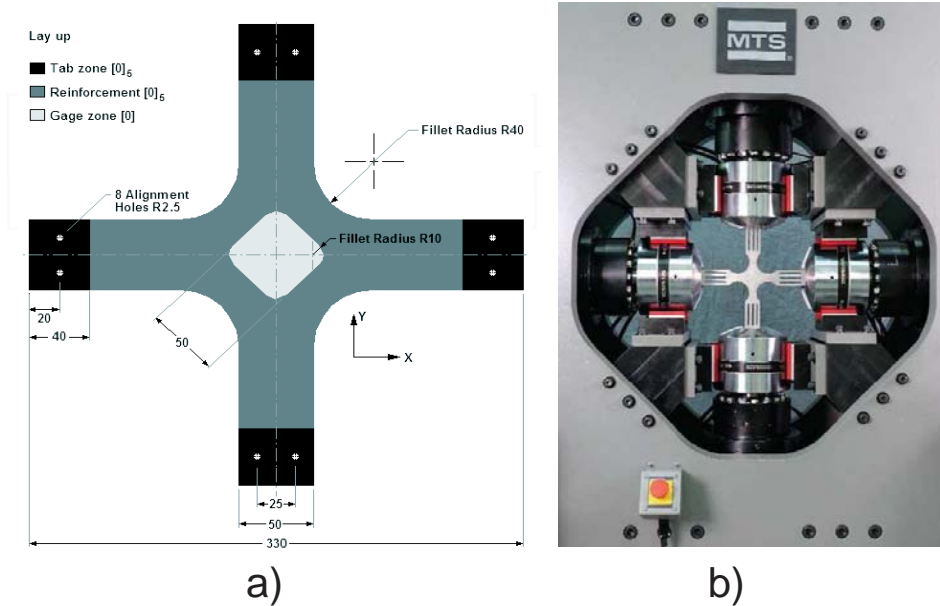 Lay up
Tab zone [0]5
Reinforcement [0]5
Gage zone [0]
Fillet Radius R40
8 Alignment
Holes R2.5
Fillet Radius R10
20
40
50
Y
X
25
50
330
a)
MTS
b)